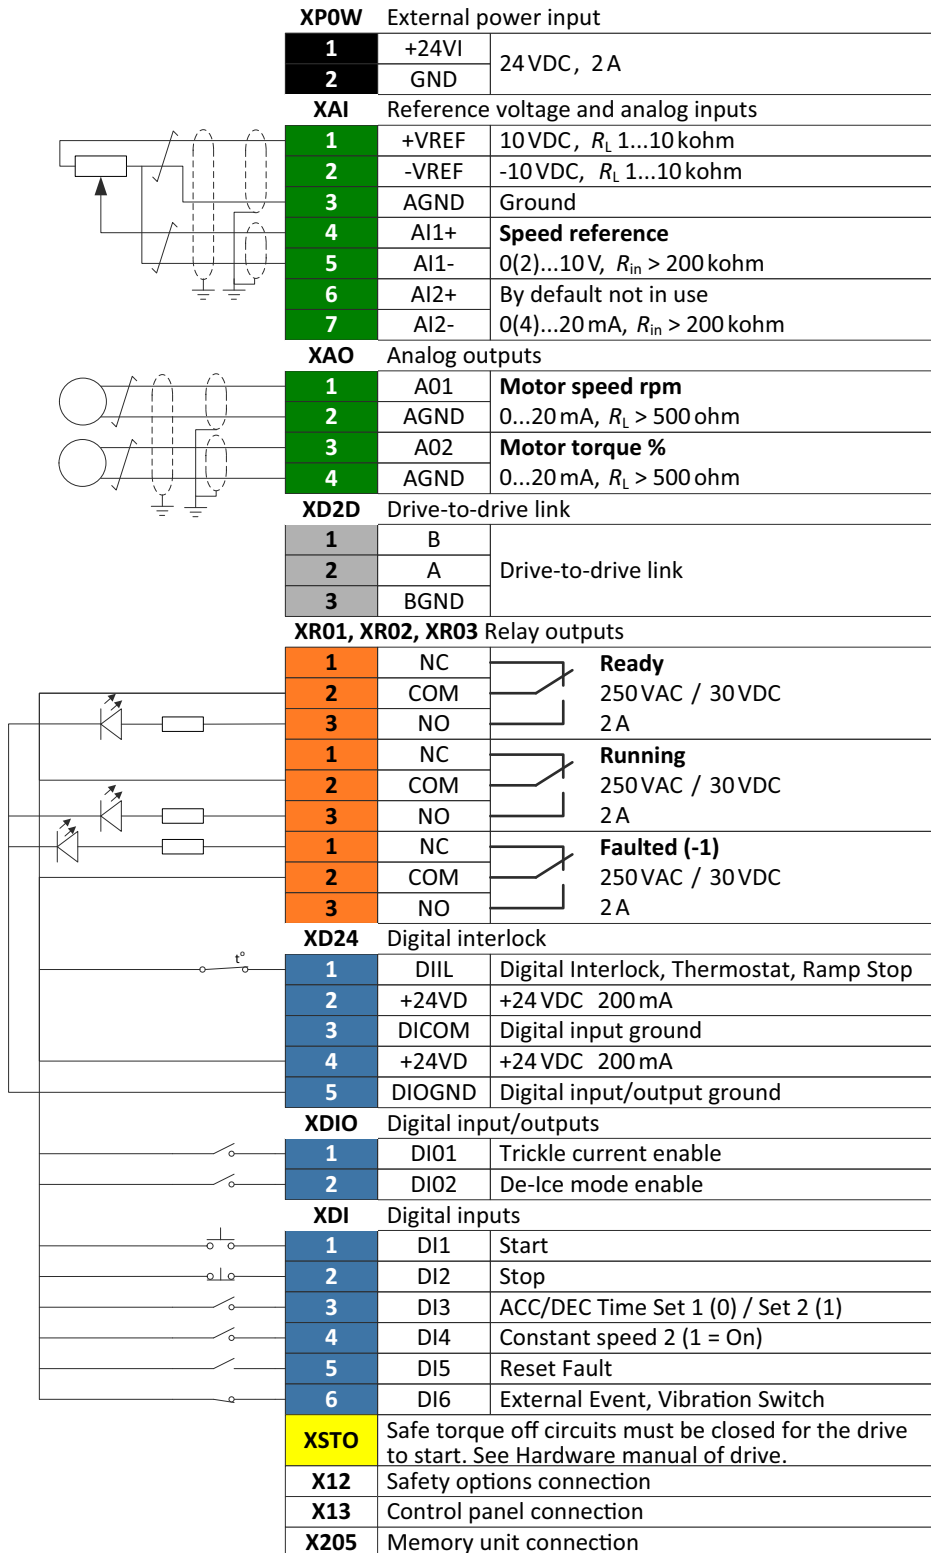 XP0W External power input
1 +24VI 24 VDC, 2 A
2 GND
XAI Reference voltage and analog inputs
1 +VREF 10 VDC, RL 1...10 kohm
2 -VREF -10 VDC, RL 1...10 kohm
3 AGND Ground
4 AI1+ Speed reference
5 AI1- 0(2)...10 V, Rin > 200 kohm
6 AI2+ By default not in use
7 AI2- 0(4)...20 mA, Rin > 200 kohm
XAO Analog outputs
1 A01 Motor speed rpm
2 AGND 0...20 mA, RL > 500 ohm
3 A02 Motor torque %
4 AGND 0...20 mA, RL > 500 ohm
XD2D Drive-to-drive link
1 B
2 A Drive-to-drive link
3 BGND
XR01, XR02, XR03 Relay outputs
1 NC Ready
2 COM 250 VAC / 30 VDC
3 NO 2 A
1 NC Running
2 COM 250 VAC / 30 VDC
3 NO 2 A
1 NC Faulted (-1)
2 COM 250 VAC / 30 VDC
3 NO 2 A
XD24 Digital interlock
t° 1 DIIL Digital Interlock, Thermostat, Ramp Stop
2 +24VD +24 VDC 200 mA
3 DICOM Digital input ground
4 +24VD +24 VDC 200 mA
5 DIOGND Digital input/output ground
XDIO Digital input/outputs
1 DI01 Trickle current enable
2 DI02 De-Ice mode enable
XDI Digital inputs
1 DI1 Start
2 DI2 Stop
3 DI3 ACC/DEC Time Set 1 (0) / Set 2 (1)
4 DI4 Constant speed 2 (1 = On)
5 DI5 Reset Fault
6 DI6 External Event, Vibration Switch
XSTO Safe torque off circuits must be closed for the drive
to start. See Hardware manual of drive.
X12 Safety options connection
X13 Control panel connection
X205 Memory unit connection